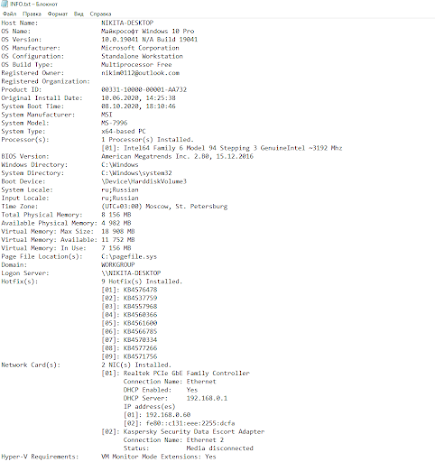 INFO.txt – Блокнот
Файл Правка Формат Вид Справка
Host Name: NIKITA-DESKTOP
OS Name: Майкрософт Windows 10 Pro
OS Version: 10.0.19041 N/A Build 19041
OS Manufacturer: Microsoft Corporation
OS Configuration: Standalone Workstation
OS Build Type: Multiprocessor Free
Registered Owner: nikim0112@outlook.com
Registered Organization:
Product ID: 00331-10000-00001-AA732
Original Install Date: 10.06.2020, 14:25:38
System Boot Time: 08.10.2020, 18:10:46
System Manufacturer: MSI
System Model: MS-7996
System Type: x64-based PC
Processor(s): 1 Processor(s) Installed.
[01]: Intel64 Family 6 Model 94 Stepping 3 GenuineIntel ~3192 Mhz
BIOS Version: American Megatrends Inc. 2.B0, 15.12.2016
Windows Directory: C:\Windows
System Directory: C:\Windows\system32
Boot Device: \Device\HarddiskVolume3
System Locale: ru;Russian
Input Locale: ru;Russian
Time Zone: (UTC+03:00) Moscow, St. Petersburg
Total Physical Memory: 8 156 MB
Available Physical Memory: 4 982 MB
Virtual Memory: Max Size: 18 908 MB
Virtual Memory: Available: 11 752 MB
Virtual Memory: In Use: 7 156 MB
Page File Location(s): C:\pagefile.sys
Domain: WORKGROUP
Logon Server: \\NIKITA-DESKTOP
Hotfix(s): 9 Hotfix(s) Installed.
[01]: KB4576478
[02]: KB4537759
[03]: KB4557968
[04]: KB4560366
[05]: KB4561600
[06]: KB4566785
[07]: KB4570334
[08]: KB4577266
[09]: KB4571756
Network Card(s): 2 NIC(s) Installed.
[01]: Realtek PCIe GbE Family Controller
Connection Name: Ethernet
DHCP Enabled: Yes
DHCP Server: 192.168.0.1
IP address(es)
[01]: 192.168.0.60
[02]: fe80::c131:eee:2255:dcfa
[02]: Kaspersky Security Data Escort Adapter
Connection Name: Ethernet 2
Status: Media disconnected
Hyper-V Requirements: VM Monitor Mode Extensions: Yes